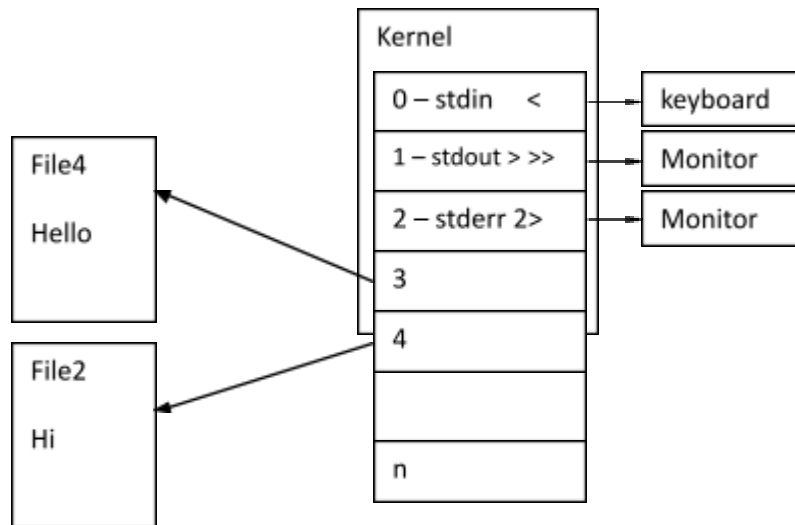 Kernel
0 – stdin <
keyboard
1 – stdout > >>
Monitor
2 – stderr 2>
Monitor
3
4
n
File4
Hello
File2
Hi